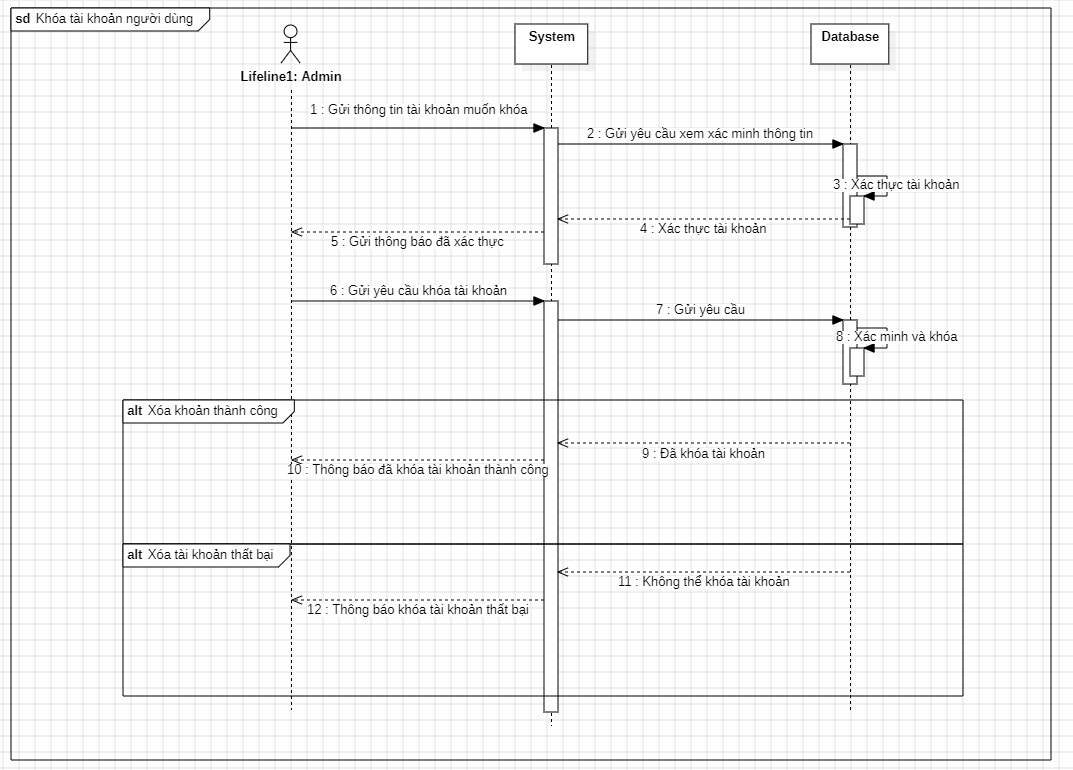 sd Khóa tài khoản người dùng
System
Database
Lifeline1: Admin
1 : Gửi thông tin tài khoản muốn khóa
2 : Gửi yêu cầu xem xác minh thông tin
3 : Xác thực tài khoản
4 : Xác thực tài khoản
5 : Gửi thông báo đã xác thực
6 : Gửi yêu cầu khóa tài khoản
7 : Gửi yêu cầu
8 : Xác minh và khóa
alt Xóa khoản thành công
9 : Đã khóa tài khoản
10 : Thông báo đã khóa tài khoản thành công
alt Xóa tài khoản thất bại
11 : Không thể khóa tài khoản
12 : Thông báo khóa tài khoản thất bại